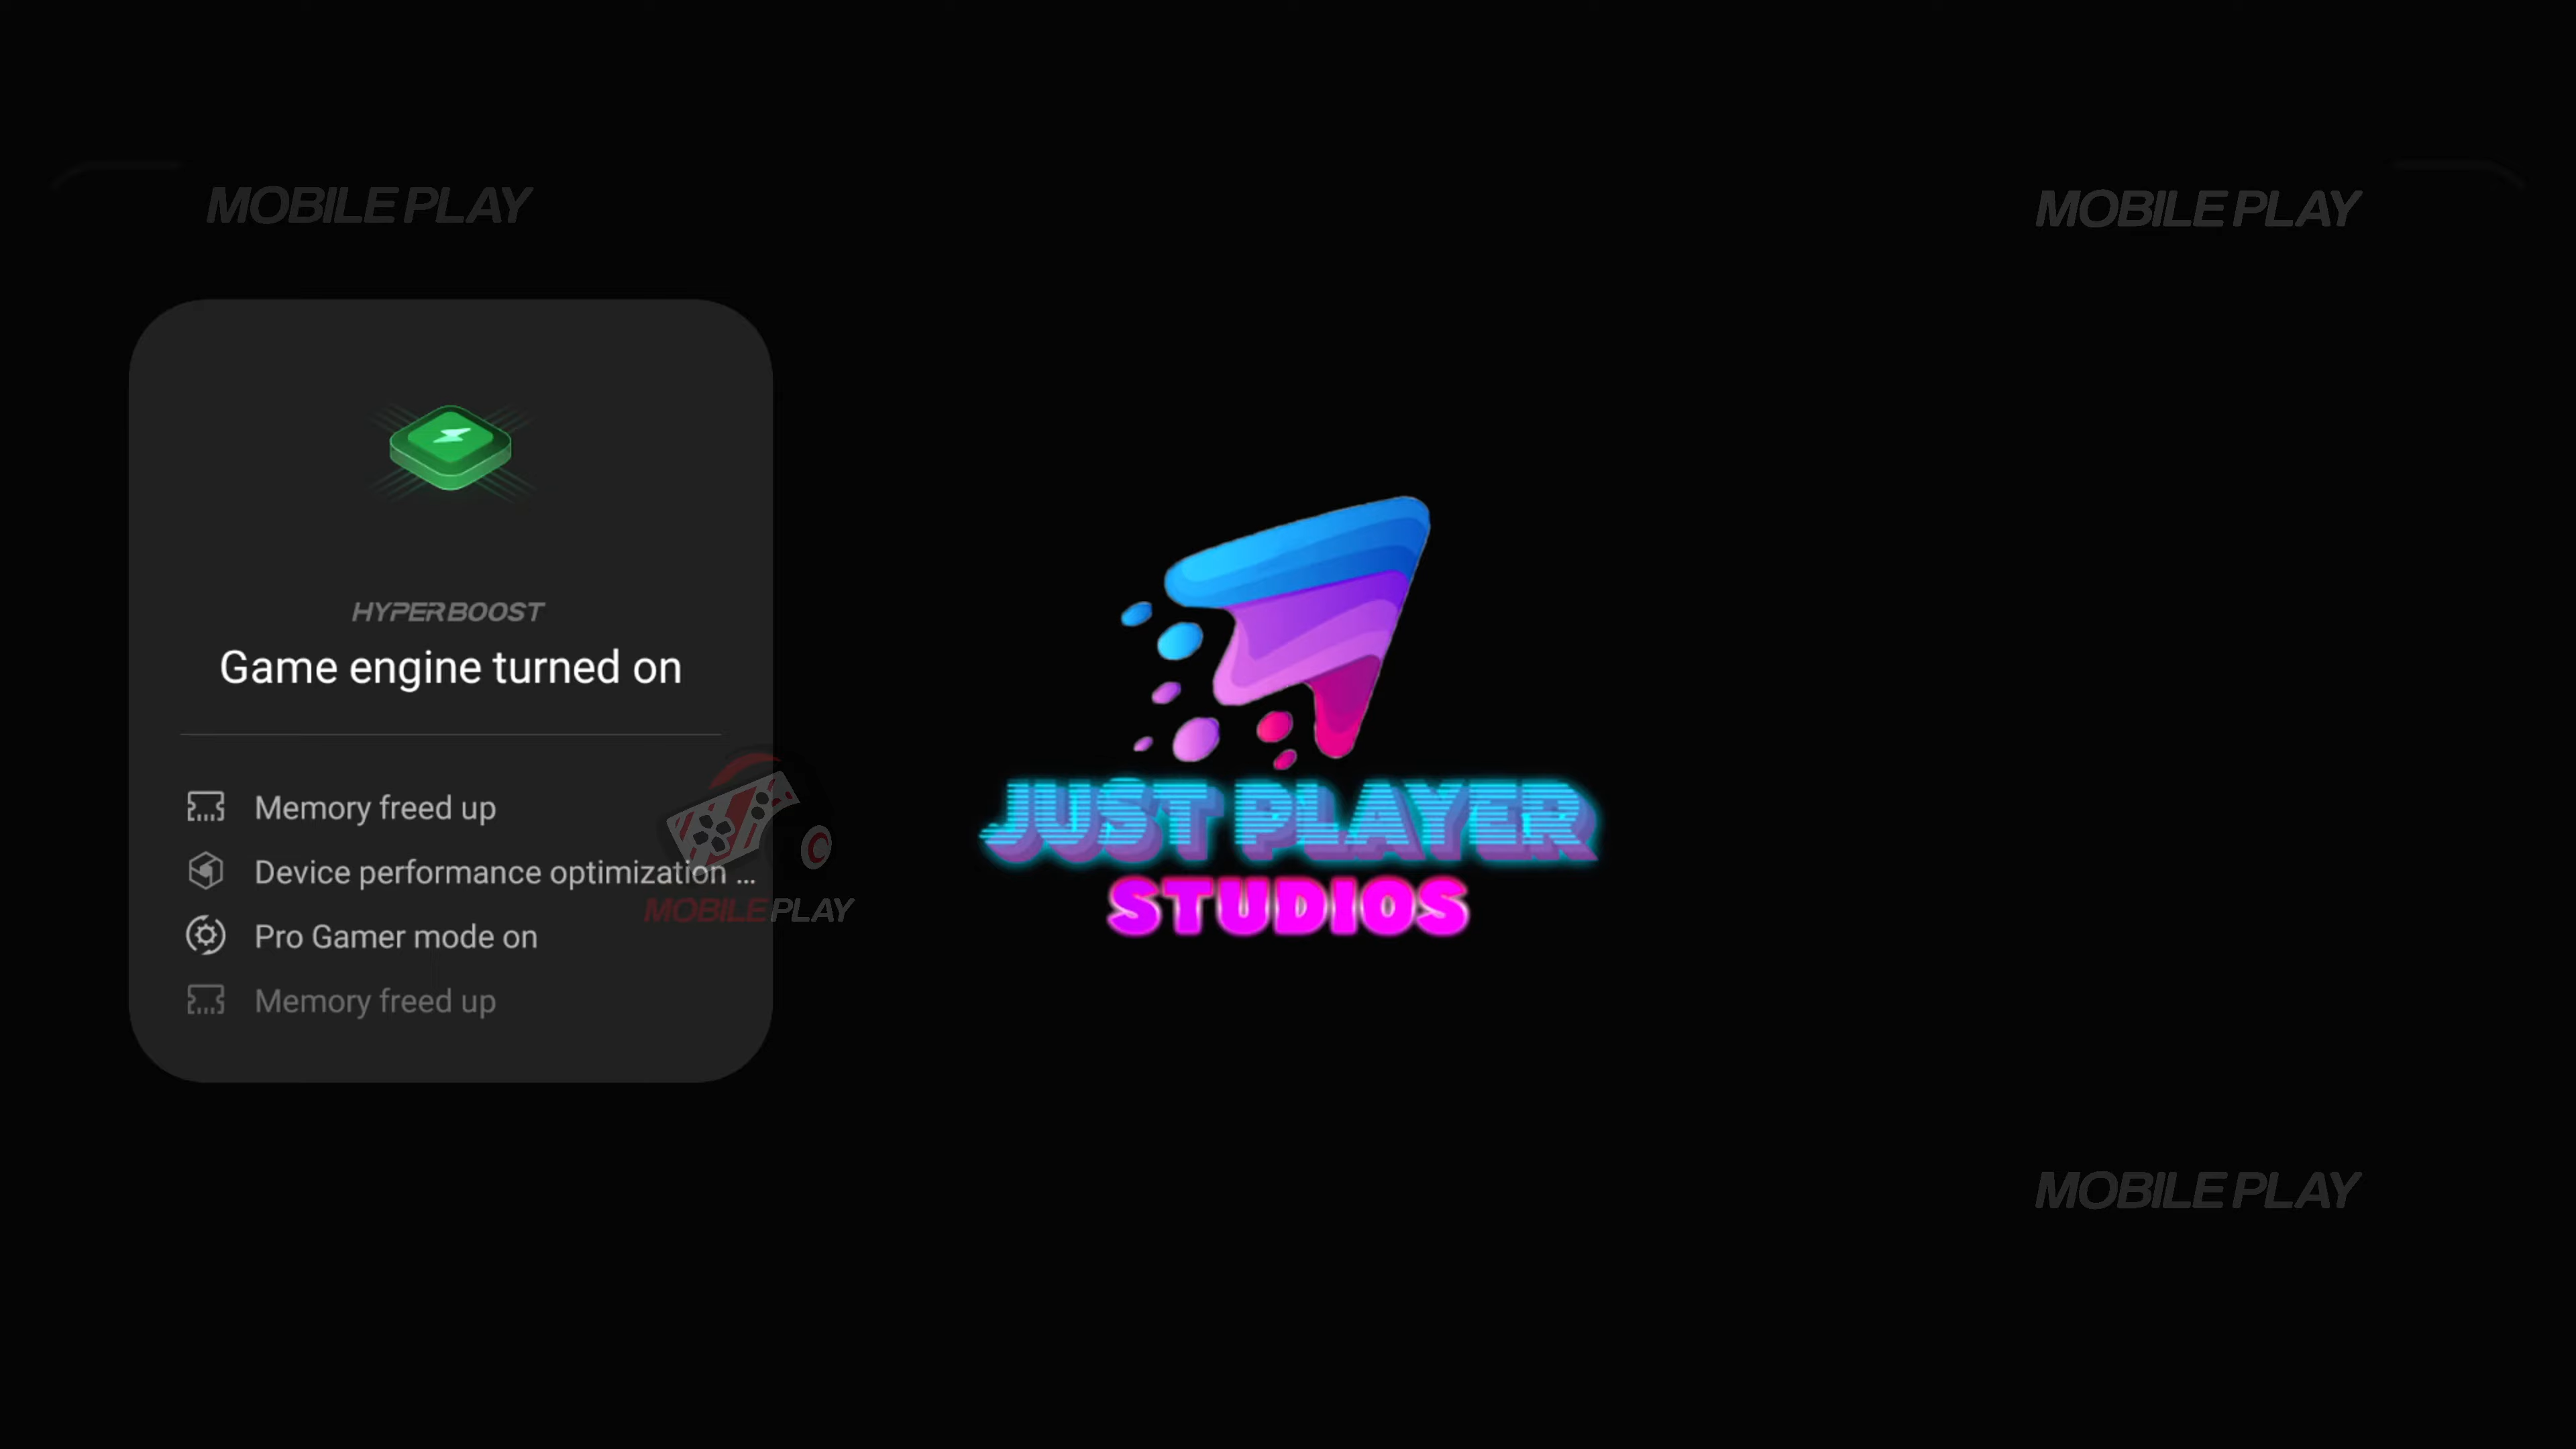 MOBILE PLAY
MOBILE PLAY
HYPERBOOST
Game engine turned on
Memory freed up
Device performance optimization ...
Pro Gamer mode on
Memory freed up
MOBILE PLAY
JUST PLAYER
STUDIOS
MOBILE PLAY